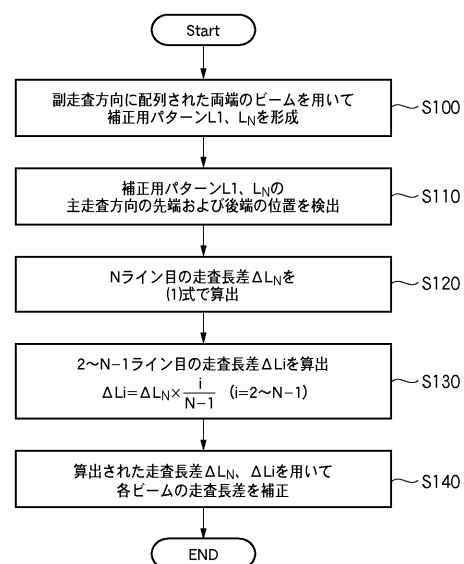 Start
副走査方向に配列された両端のビームを用いて
補正用パターンL1、LNを形成
S100
補正用パターンL1、LNの
主走査方向の先端および後端の位置を検出
S110
Nライン目の走査長差ΔLNを
(1)式で算出
S120
2〜N−1ライン目の走査長差ΔLiを算出
ΔLi=ΔLN×i/N−1 (i=2〜N−1)
S130
算出された走査長差ΔLN、ΔLiを用いて
各ビームの走査長差を補正
S140
END